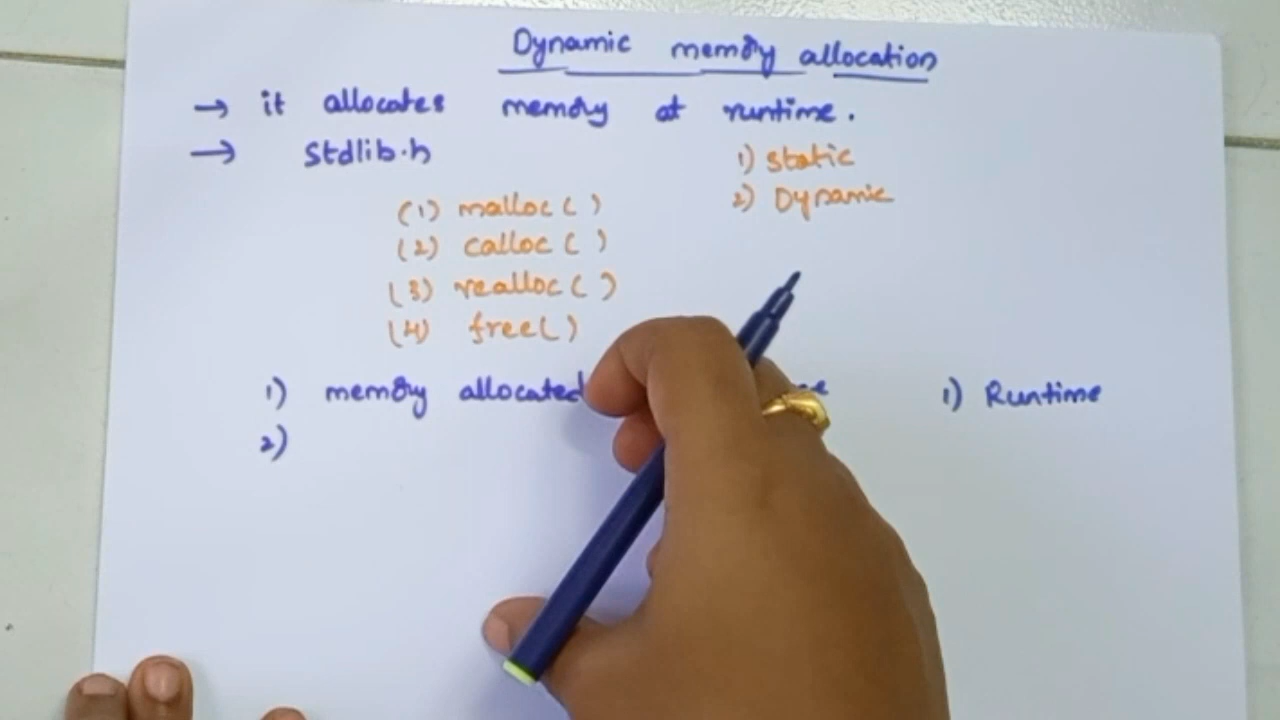 Dynamic memory allocation
→ it allocates memory at runtime.
→ Stdlib.h
1) Static
2) Dynamic
(1) malloc ( )
(2) calloc ( )
(3) realloc ( )
(4) free( )
1) memory allocated
1) Runtime
2)